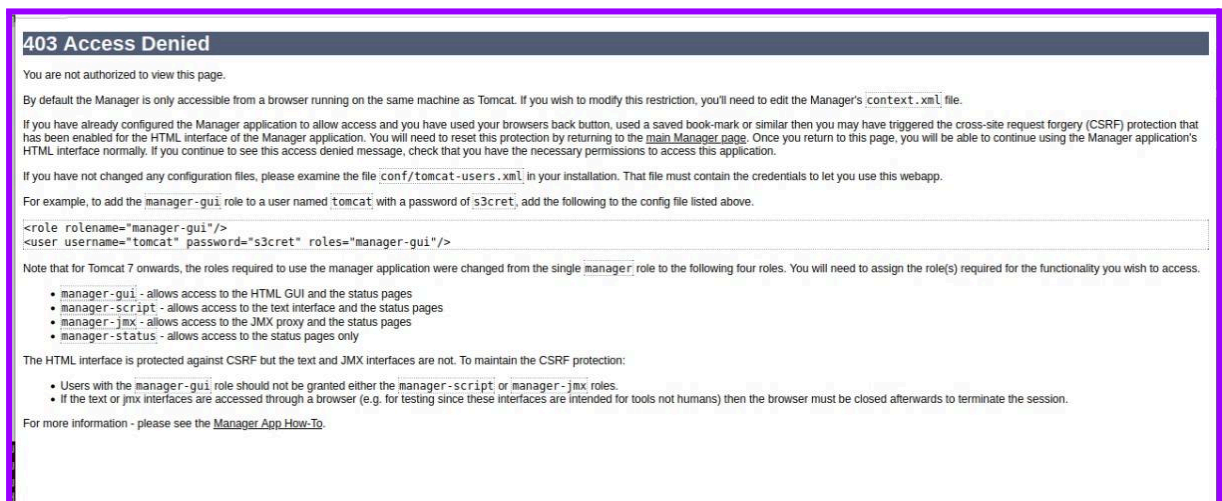 403 Access Denied
You are not authorized to view this page.
By default the Manager is only accessible from a browser running on the same machine as Tomcat. If you wish to modify this restriction, you'll need to edit the Manager's context.xml file.
If you have already configured the Manager application to allow access and you have used your browsers back button, used a saved book-mark or similar then you may have triggered the cross-site request forgery (CSRF) protection that
has been enabled for the HTML interface of the Manager application. You will need to reset this protection by returning to the main Manager page. Once you return to this page, you will be able to continue using the Manager application's
HTML interface normally. If you continue to see this access denied message, check that you have the necessary permissions to access this application.
If you have not changed any configuration files, please examine the file conf/tomcat-users.xml in your installation. That file must contain the credentials to let you use this webapp.
For example, to add the manager-gui role to a user named tomcat with a password of s3cret, add the following to the config file listed above.
<role rolename="manager-gui"/>
<user username="tomcat" password="s3cret" roles="manager-gui"/>
Note that for Tomcat 7 onwards, the roles required to use the manager application were changed from the single manager role to the following four roles. You will need to assign the role(s) required for the functionality you wish to access.
• manager-gui - allows access to the HTML GUI and the status pages
• manager-script - allows access to the text interface and the status pages
• manager-jmx - allows access to the JMX proxy and the status pages
• manager-status - allows access to the status pages only
The HTML interface is protected against CSRF but the text and JMX interfaces are not. To maintain the CSRF protection:
• Users with the manager-gui role should not be granted either the manager-script or manager-jmx roles.
• If the text or jmx interfaces are accessed through a browser (e.g. for testing since these interfaces are intended for tools not humans) then the browser must be closed afterwards to terminate the session.
For more information - please see the Manager App How-To.